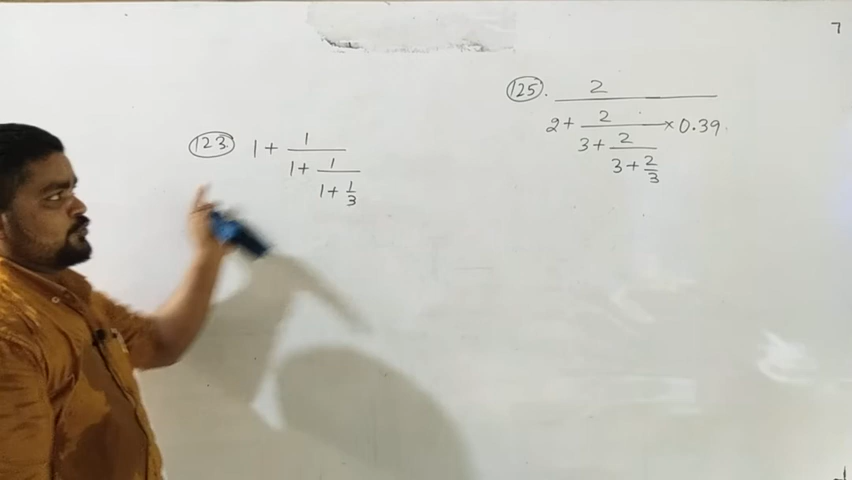 7
(123) 1 + 1
1 + 1
1 + 1/3
(125). 2
2 + 2 × 0.39
3 + 2
3 + 2/3